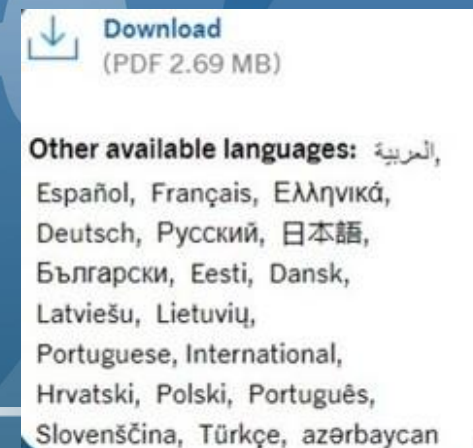 Download
(PDF 2.69 MB)
Other available languages: العربية,
Español, Français, Ελληνικά,
Deutsch, Русский, 日本語,
Български, Eesti, Dansk,
Latviešu, Lietuvių,
Portuguese, International,
Hrvatski, Polski, Português,
Slovenščina, Türkçe, azərbaycan